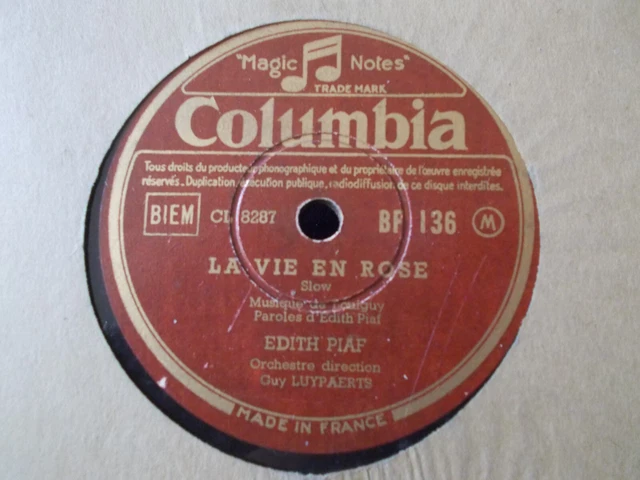 "Magic Notes"
TRADE MARK
Columbia
Tous droits du producteur phonographique et du propriétaire de l'œuvre enregistrée
réservés. Duplication, exécution publique, radiodiffusion de ce disque interdites.
BIEM CL 8287 BF 136 M
LA VIE EN ROSE
Slow
Musique de Louiguy
Paroles d'Edith Piaf
EDITH PIAF
Orchestre direction
Guy LUYPAERTS
MADE IN FRANCE